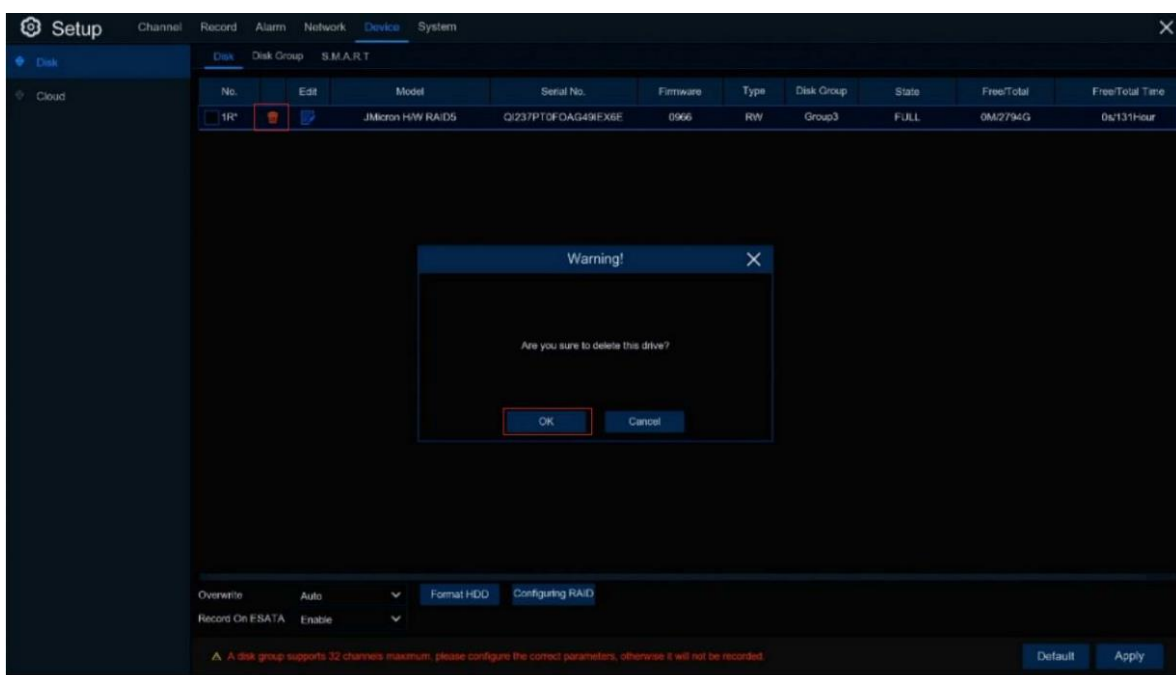 Setup Channel Record Alarm Network Device System
Disk
Cloud
Disk Disk Group S.M.A.R.T
No. Edit Model Serial No. Firmware Type Disk Group State Free/Total Free/Total Time
1R* JMicron H/W RAID5 QI237PT0FOAG49IEX6E 0966 RW Group3 FULL 0M/2794G 0s/131Hour
Warning!
Are you sure to delete this drive?
OK Cancel
Overwrite Auto Format HDD Configuring RAID
Record On ESATA Enable
A disk group supports 32 channels maximum, please configure the correct parameters, otherwise it will not be recorded.
Default Apply